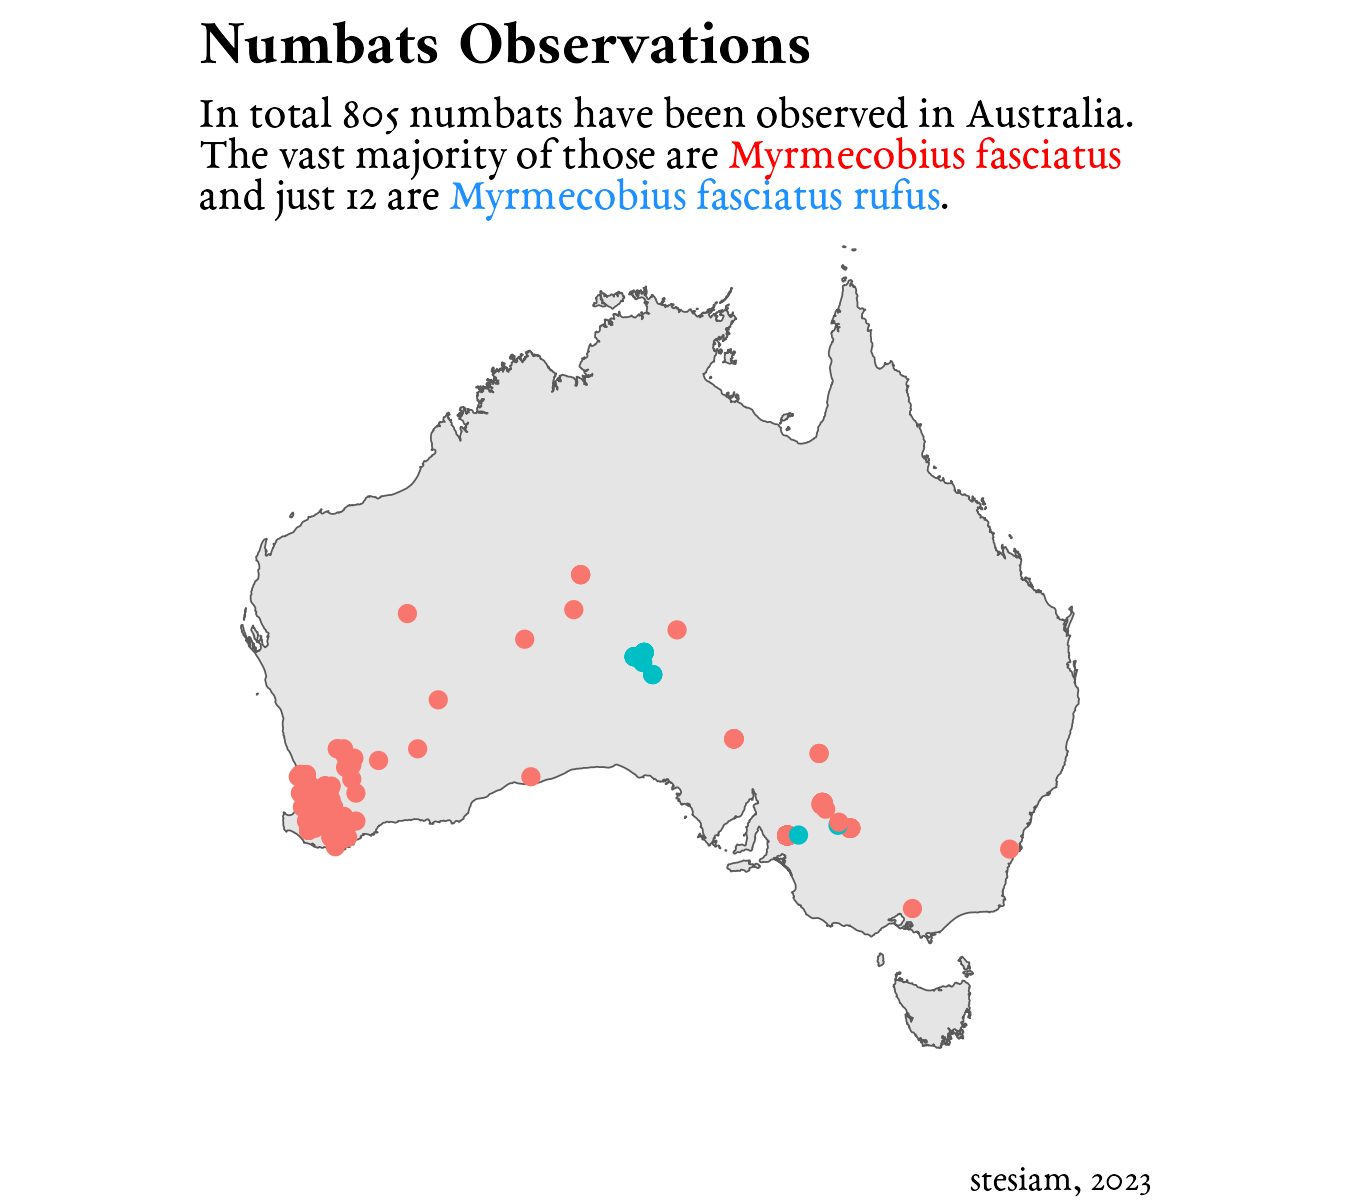 Numbats Observations
In total 805 numbats have been observed in Australia.
The vast majority of those are Myrmecobius fasciatus
and just 12 are Myrmecobius fasciatus rufus.
stesiam, 2023